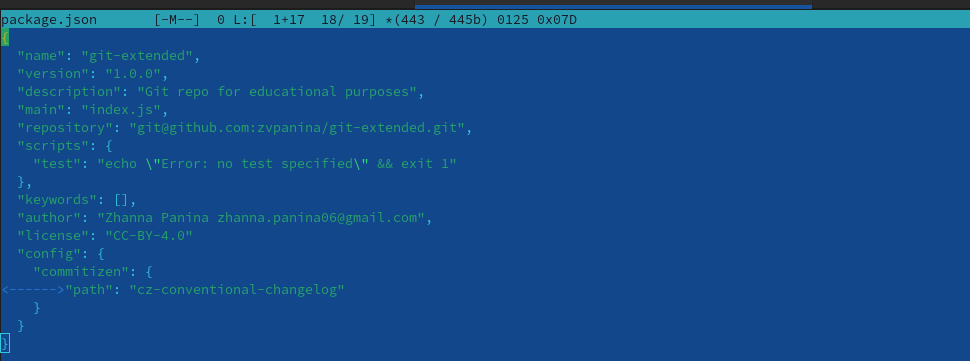 package.json       [-M--]  0 L:[  1+17  18/ 19] *(443 / 445b) 0125 0x07D
{
  "name": "git-extended",
  "version": "1.0.0",
  "description": "Git repo for educational purposes",
  "main": "index.js",
  "repository": "git@github.com:zvpanina/git-extended.git",
  "scripts": {
    "test": "echo \"Error: no test specified\" && exit 1"
  },
  "keywords": [],
  "author": "Zhanna Panina zhanna.panina06@gmail.com",
  "license": "CC-BY-4.0"
  "config": {
    "commitizen": {
<------>"path": "cz-conventional-changelog"
    }
  }
}